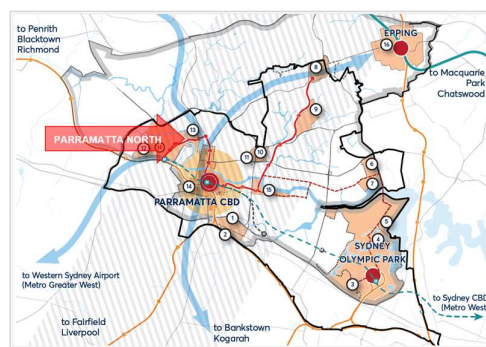 to Penrith
Blacktown
Richmond
EPPING
16
to Macquarie
Park
Chatswood
8
9
PARRAMATTA NORTH
13
12
11
10
11
6
7
14
15
PARRAMATTA CBD
1
2
5
4
SYDNEY
OLYMPIC PARK
3
to Western Sydney Airport
(Metro Greater West)
to Sydney CBD
(Metro West)
to Fairfield
Liverpool
to Bankstown
Kogarah